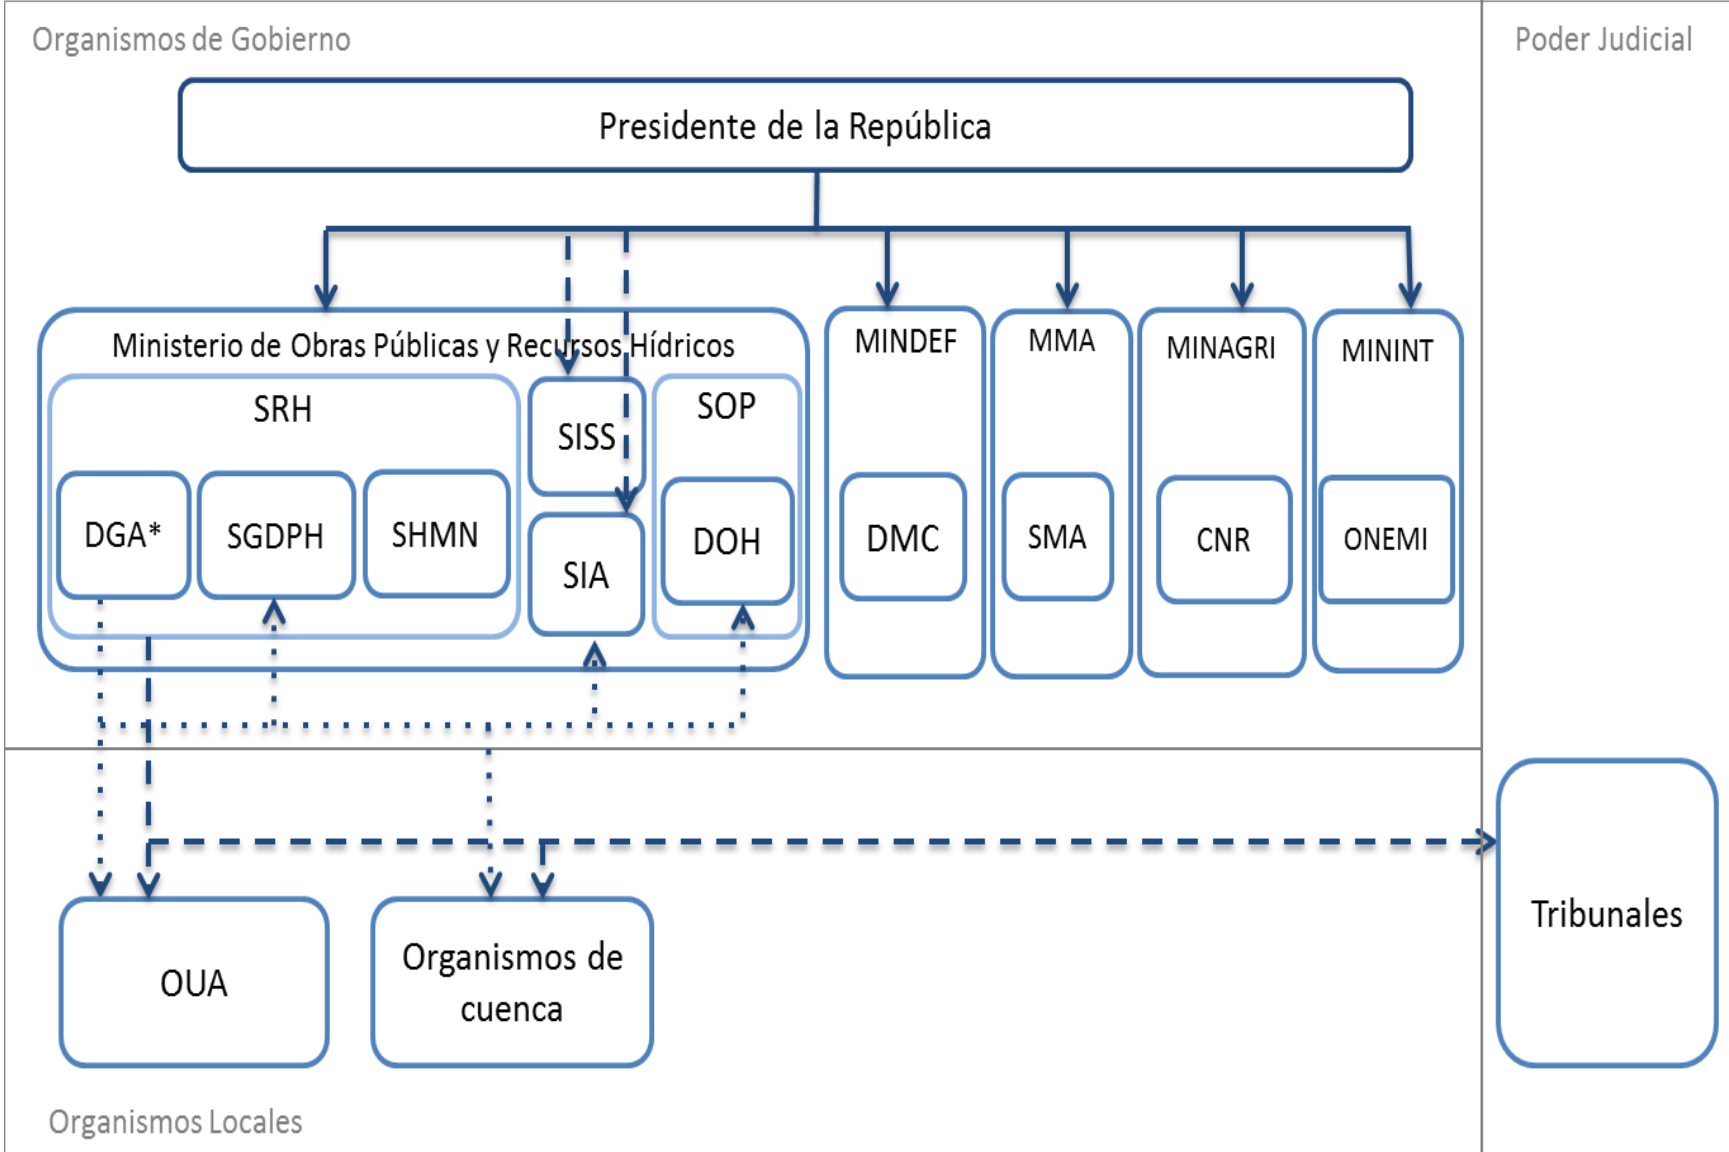 Organismos de Gobierno
Poder Judicial
Presidente de la República
Ministerio de Obras Públicas y Recursos Hídricos
MINDEF
MMA
MINAGRI
MININT
SRH
SISS
SOP
DGA*
SGDPH
SHMN
SIA
DOH
DMC
SMA
CNR
ONEMI
OUA
Organismos de
cuenca
Tribunales
Organismos Locales